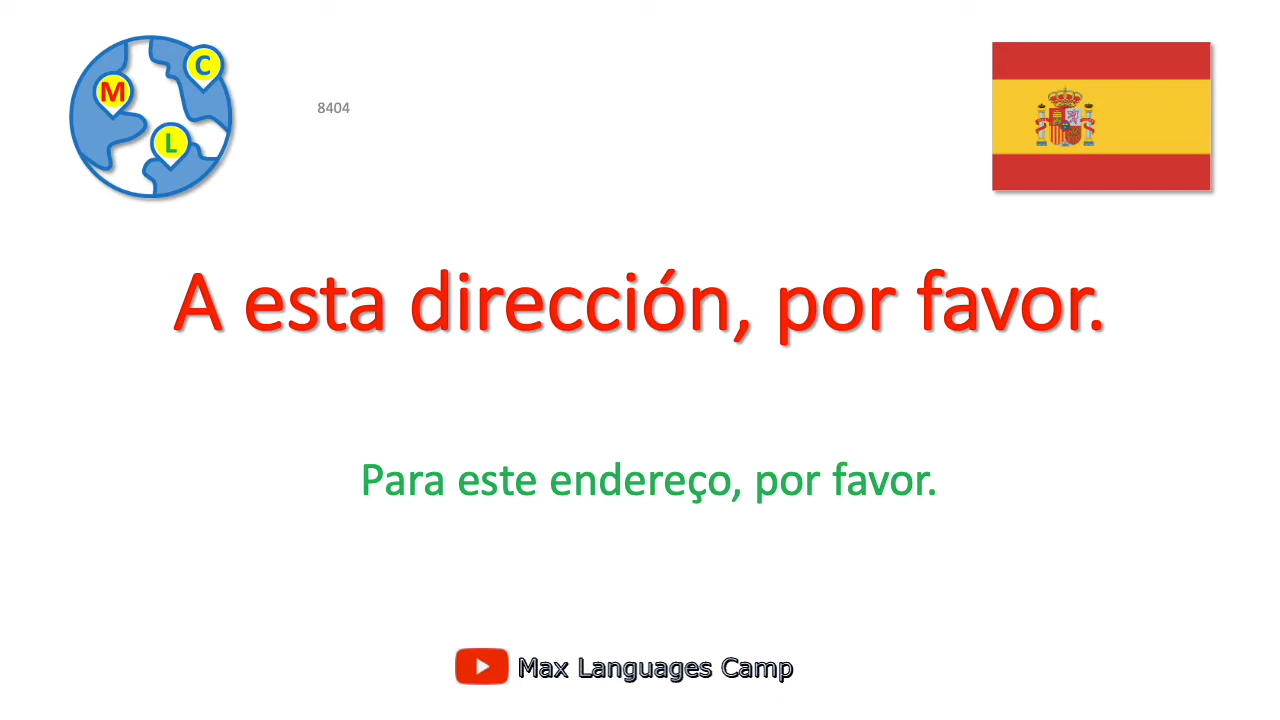 M
C
L
8404
A esta dirección, por favor.
Para este endereço, por favor.
Max Languages Camp